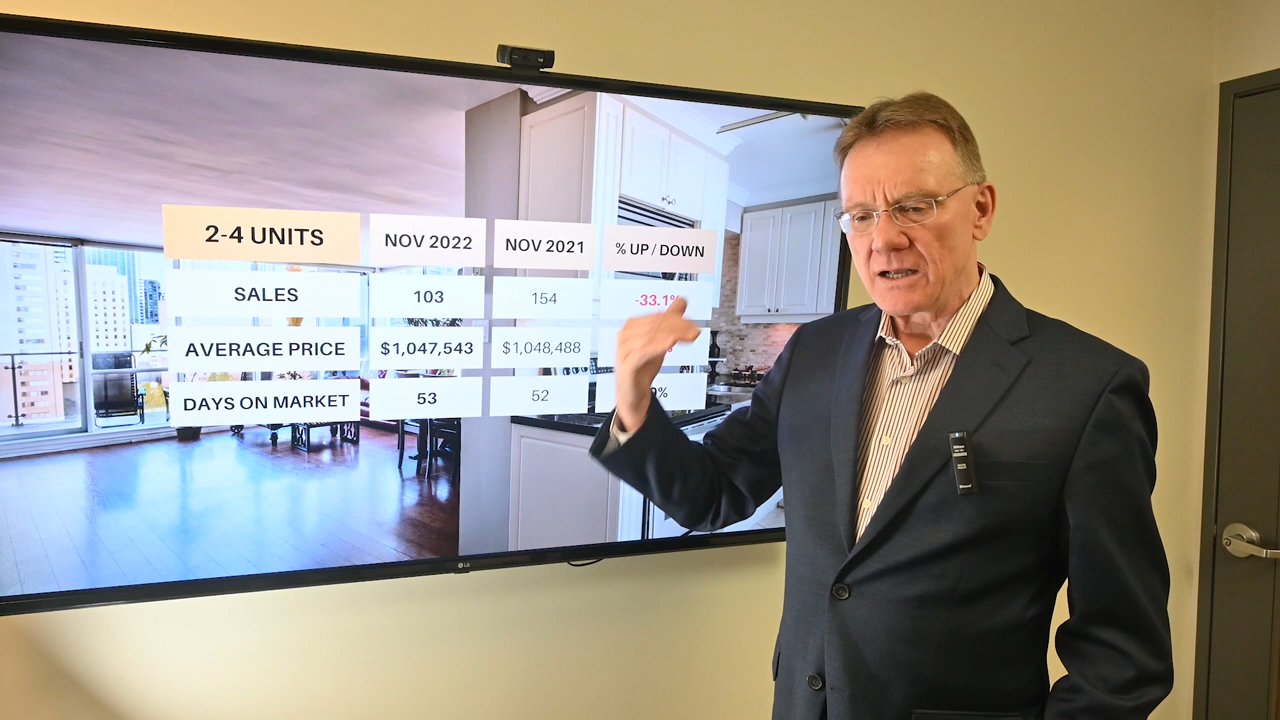 2-4 UNITS NOV 2022 NOV 2021 % UP / DOWN
SALES 103 154 -33.1%
AVERAGE PRICE $1,047,543 $1,048,488
DAYS ON MARKET 53 52
LG